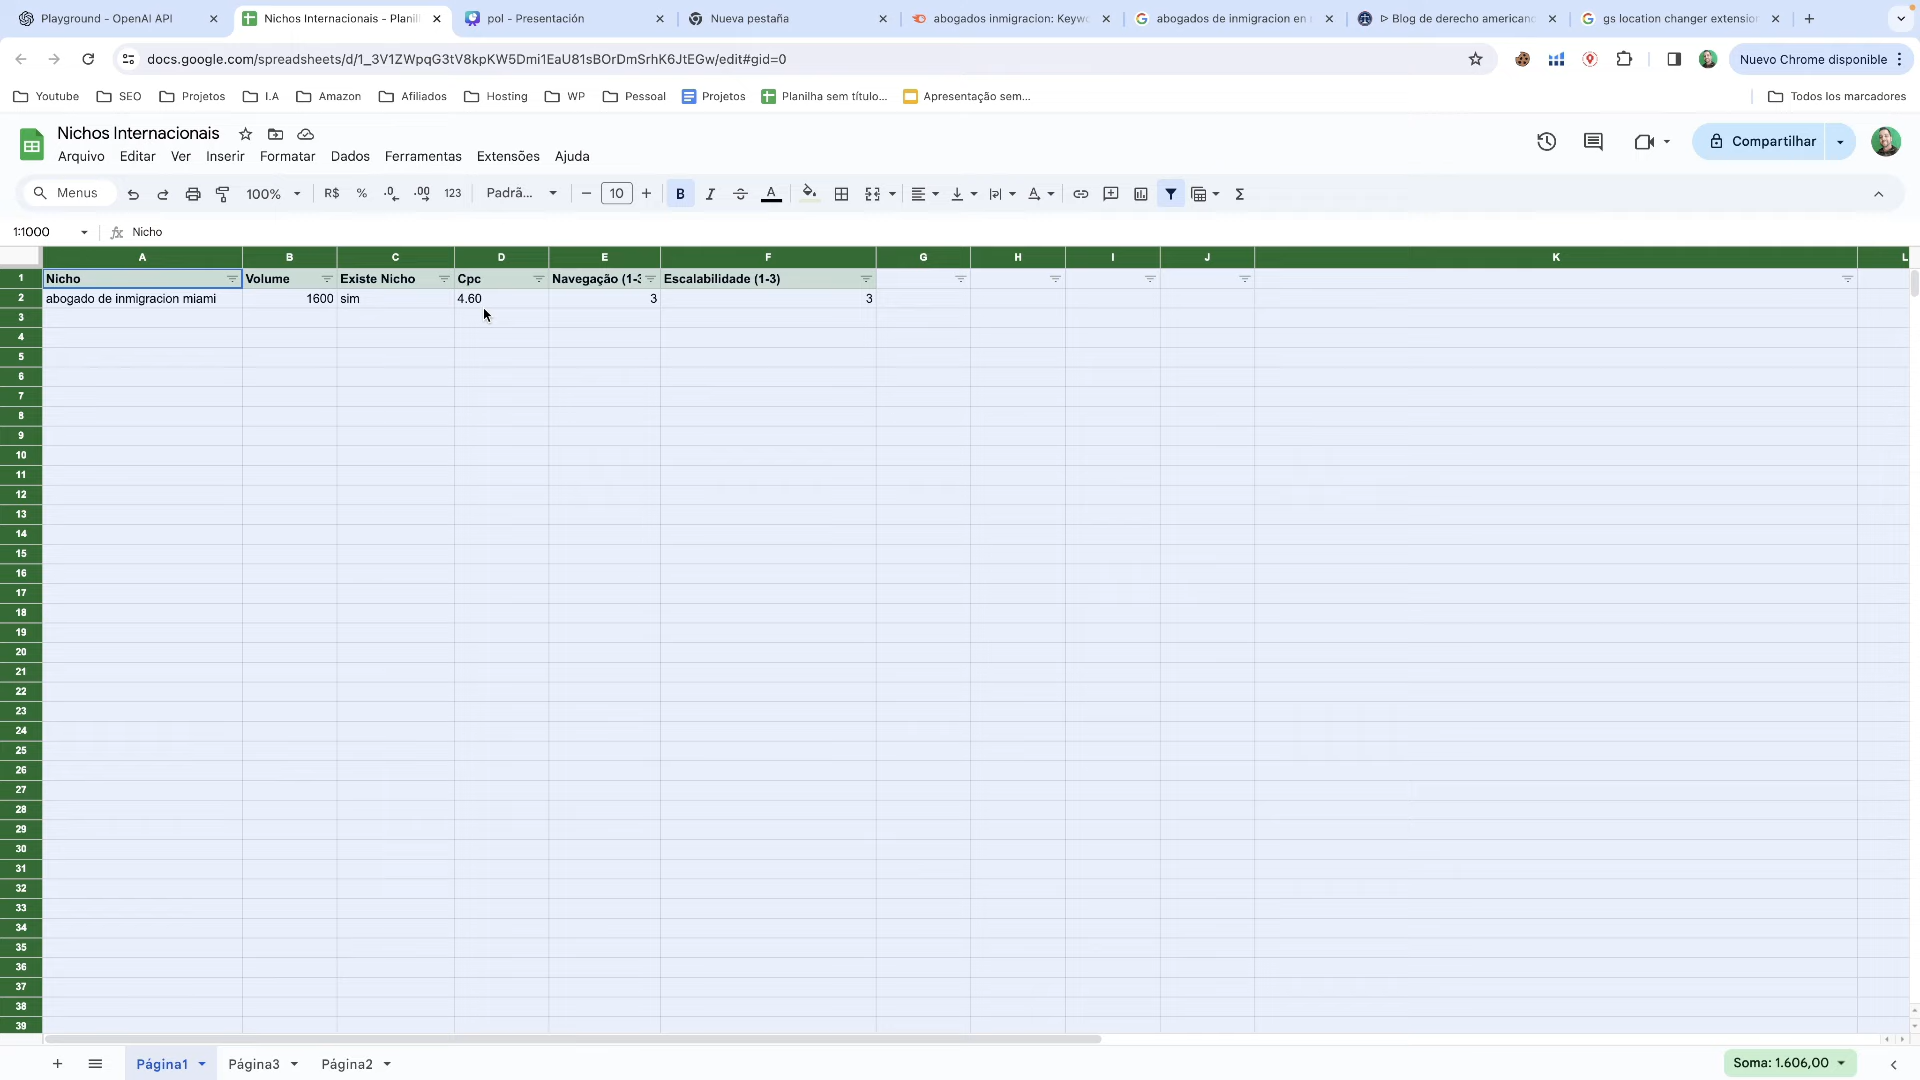 Playground - OpenAI API
Nichos Internacionais - Planil
pol - Presentación
Nueva pestaña
abogados inmigracion: Keyw
abogados de inmigracion en
▷ Blog de derecho american
gs location changer extension
docs.google.com/spreadsheets/d/1_3V1ZWpqG3tV8kpKW5Dmi1EaU81sBOrDmSrhK6JtEGw/edit#gid=0
Nuevo Chrome disponible
Youtube
SEO
Projetos
I.A
Amazon
Afiliados
Hosting
WP
Pessoal
Projetos
Planilha sem título...
Apresentação sem...
Todos los marcadores
Nichos Internacionais
Compartilhar
Arquivo
Editar
Ver
Inserir
Formatar
Dados
Ferramentas
Extensões
Ajuda
Menus
100%
R$
%
.0
.00
123
Padrã...
10
B
I
A
Σ
1:1000
fx
Nicho
A
B
C
D
E
F
G
H
I
J
K
L
1
Nicho
Volume
Existe Nicho
Cpc
Navegação (1-3
Escalabilidade (1-3)
2
abogado de inmigracion miami
1600
sim
4.60
3
3
3
4
5
6
7
8
9
10
11
12
13
14
15
16
17
18
19
20
21
22
23
24
25
26
27
28
29
30
31
32
33
34
35
36
37
38
39
Página1
Página3
Página2
Soma: 1.606,00